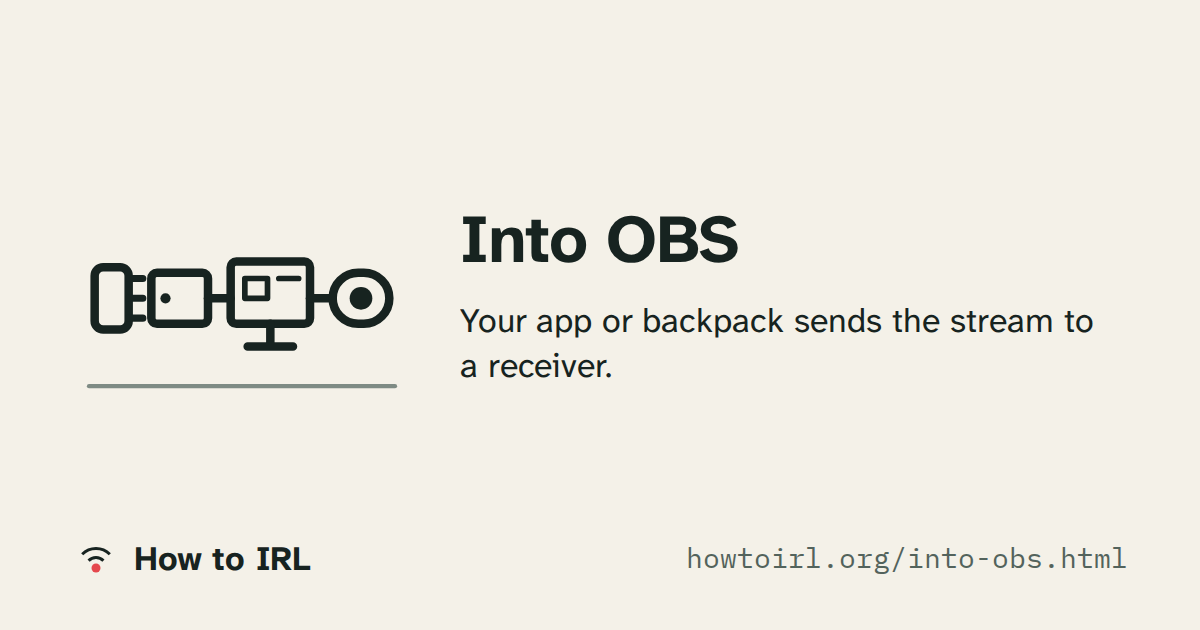 Into OBS
Your app or backpack sends the stream to
a receiver.
How to IRL
howtoirl.org/into-obs.html